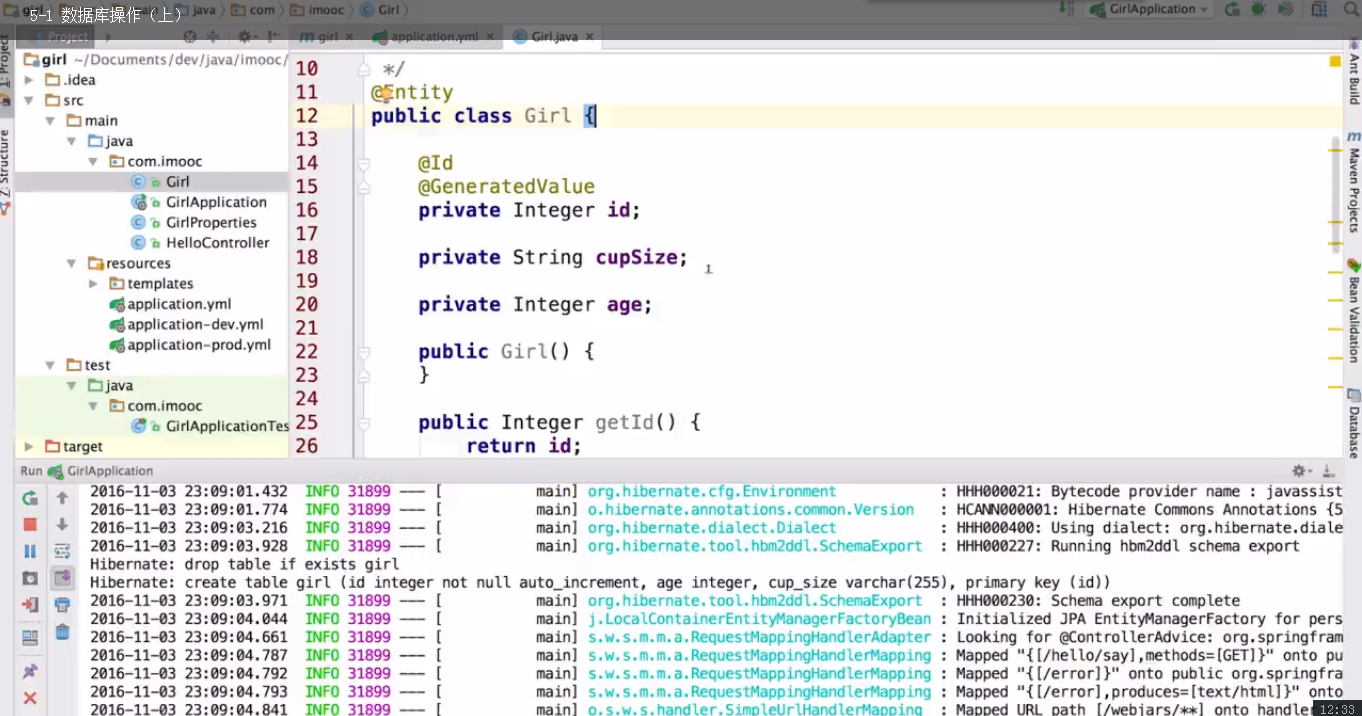 5-1 数据库操作（上）
java
com
imooc
Girl
GirlApplication
Project
girl
application.yml
Girl.java
1: Project
Z: Structure
girl ~/Documents/dev/java/imooc/
.idea
src
main
java
com.imooc
Girl
GirlApplication
GirlProperties
HelloController
resources
templates
application.yml
application-dev.yml
application-prod.yml
test
java
com.imooc
GirlApplicationTes
target
10 */
11 @Entity
12 public class Girl {
13
14 @Id
15 @GeneratedValue
16 private Integer id;
17
18 private String cupSize;
19
20 private Integer age;
21
22 public Girl() {
23 }
24
25 public Integer getId() {
26 return id;
Ant Build
Maven Projects
Bean Validation
Database
Run GirlApplication
2016-11-03 23:09:01.432 INFO 31899 --- [ main] org.hibernate.cfg.Environment : HHH000021: Bytecode provider name : javassist
2016-11-03 23:09:01.774 INFO 31899 --- [ main] o.hibernate.annotations.common.Version : HCANN000001: Hibernate Commons Annotations {5
2016-11-03 23:09:03.216 INFO 31899 --- [ main] org.hibernate.dialect.Dialect : HHH000400: Using dialect: org.hibernate.diale
2016-11-03 23:09:03.928 INFO 31899 --- [ main] org.hibernate.tool.hbm2ddl.SchemaExport : HHH000227: Running hbm2ddl schema export
Hibernate: drop table if exists girl
Hibernate: create table girl (id integer not null auto_increment, age integer, cup_size varchar(255), primary key (id))
2016-11-03 23:09:03.971 INFO 31899 --- [ main] org.hibernate.tool.hbm2ddl.SchemaExport : HHH000230: Schema export complete
2016-11-03 23:09:04.044 INFO 31899 --- [ main] j.LocalContainerEntityManagerFactoryBean : Initialized JPA EntityManagerFactory for pers
2016-11-03 23:09:04.661 INFO 31899 --- [ main] s.w.s.m.m.a.RequestMappingHandlerAdapter : Looking for @ControllerAdvice: org.springfram
2016-11-03 23:09:04.787 INFO 31899 --- [ main] s.w.s.m.m.a.RequestMappingHandlerMapping : Mapped "{[/hello/say],methods=[GET]}" onto pu
2016-11-03 23:09:04.792 INFO 31899 --- [ main] s.w.s.m.m.a.RequestMappingHandlerMapping : Mapped "{[/error]}" onto public org.springfra
2016-11-03 23:09:04.793 INFO 31899 --- [ main] s.w.s.m.m.a.RequestMappingHandlerMapping : Mapped "{[/error],produces=[text/html]}" onto
2016-11-03 23:09:04.841 INFO 31899 --- [ main] o.s.w.s.handler.SimpleUrlHandlerMapping : Mapped URL path [/webjars/**] onto handler
12:33